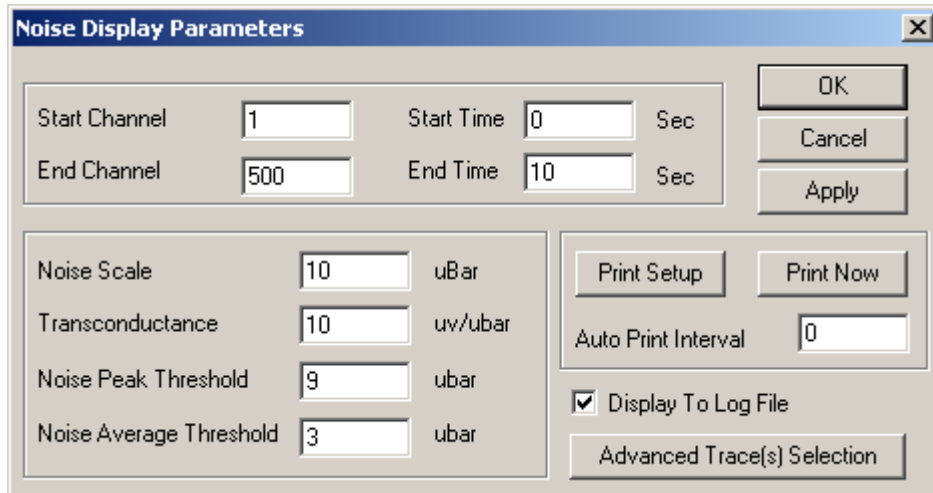 Noise Display Parameters
Start Channel 1 Start Time 0 Sec
End Channel 500 End Time 10 Sec
OK
Cancel
Apply
Noise Scale 10 uBar
Transconductance 10 uv/ubar
Noise Peak Threshold 9 ubar
Noise Average Threshold 3 ubar
Print Setup Print Now
Auto Print Interval 0
Display To Log File
Advanced Trace(s) Selection